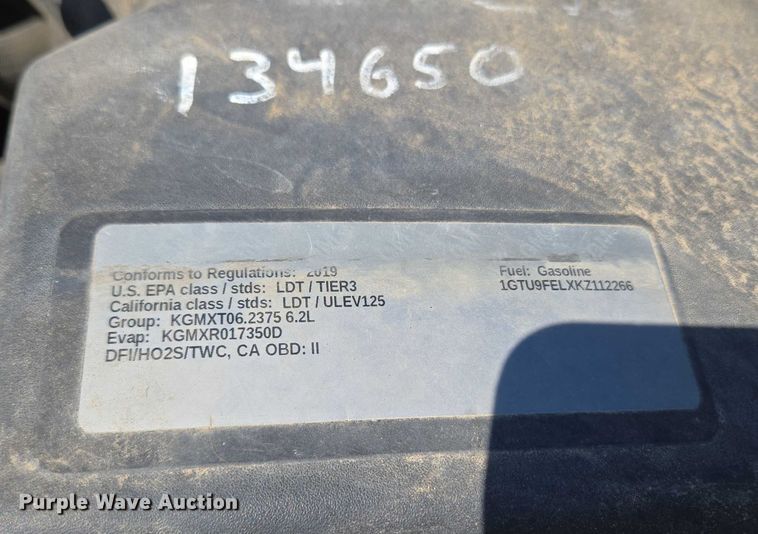 134650
Conforms to Regulations: 2019
U.S. EPA class / stds: LDT / TIER3
California class / stds: LDT / ULEV125
Group: KGMXT06.2375 6.2L
Evap: KGMXR017350D
DFI/HO2S/TWC, CA OBD: II
Fuel: Gasoline
1GTU9FELXKZ112266
Purple Wave Auction